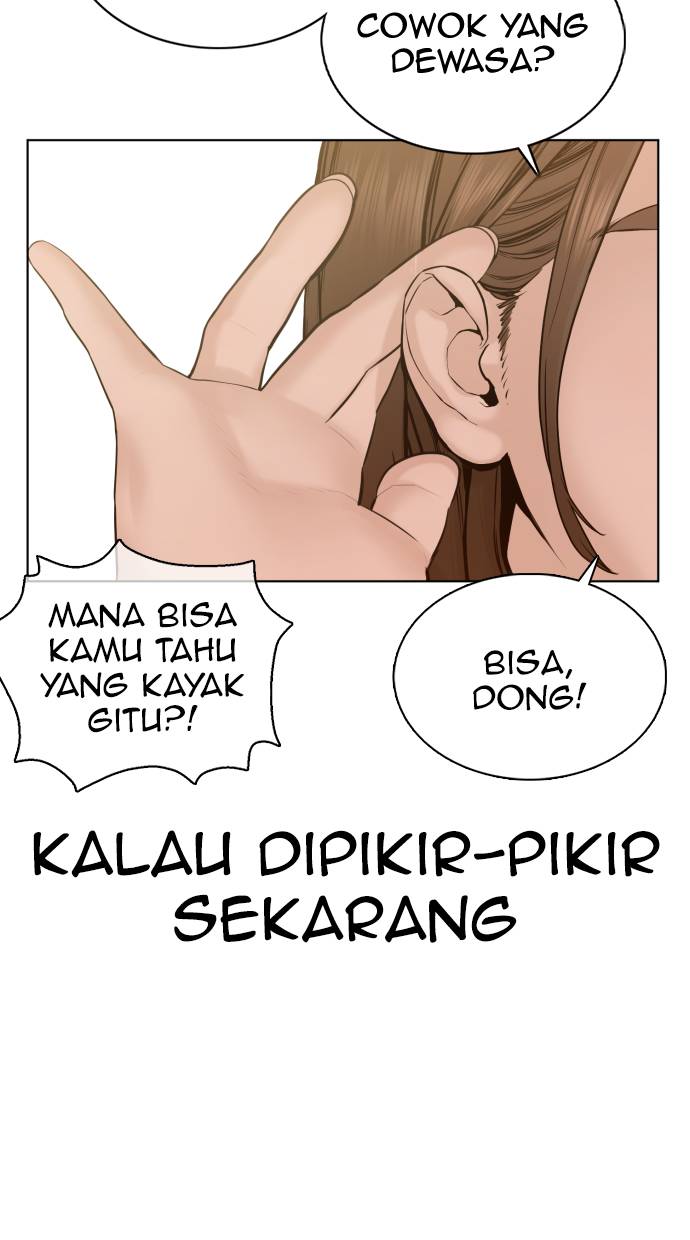 COWOK YANG
DEWASA?
MANA BISA
KAMU TAHU
YANG KAYAK
GITU?!
BISA,
DONG!
KALAU DIPIKIR-PIKIR
SEKARANG